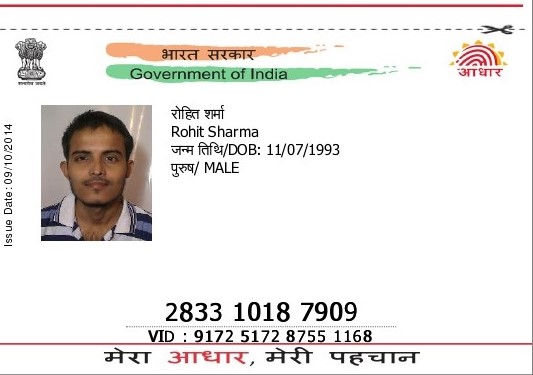 भारत सरकार
Government of India
आधार
Issue Date: 09/10/2014
रोहित शर्मा
Rohit Sharma
जन्म तिथि/DOB: 11/07/1993
पुरुष/ MALE
2833 1018 7909
VID : 9172 5172 8755 1168
मेरा आधार, मेरी पहचान